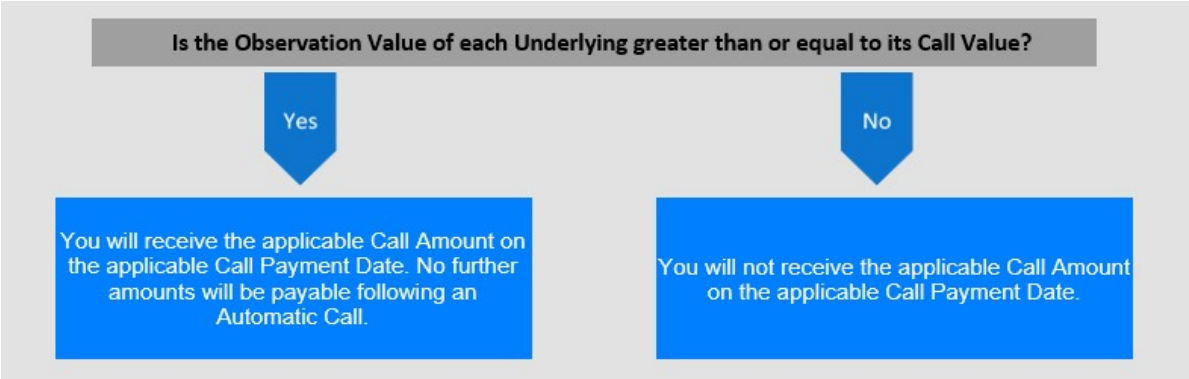 Is the Observation Value of each Underlying greater than or equal to its Call Value?
Yes
No
You will receive the applicable Call Amount on
the applicable Call Payment Date. No further
amounts will be payable following an
Automatic Call.
You will not receive the applicable Call Amount
on the applicable Call Payment Date.